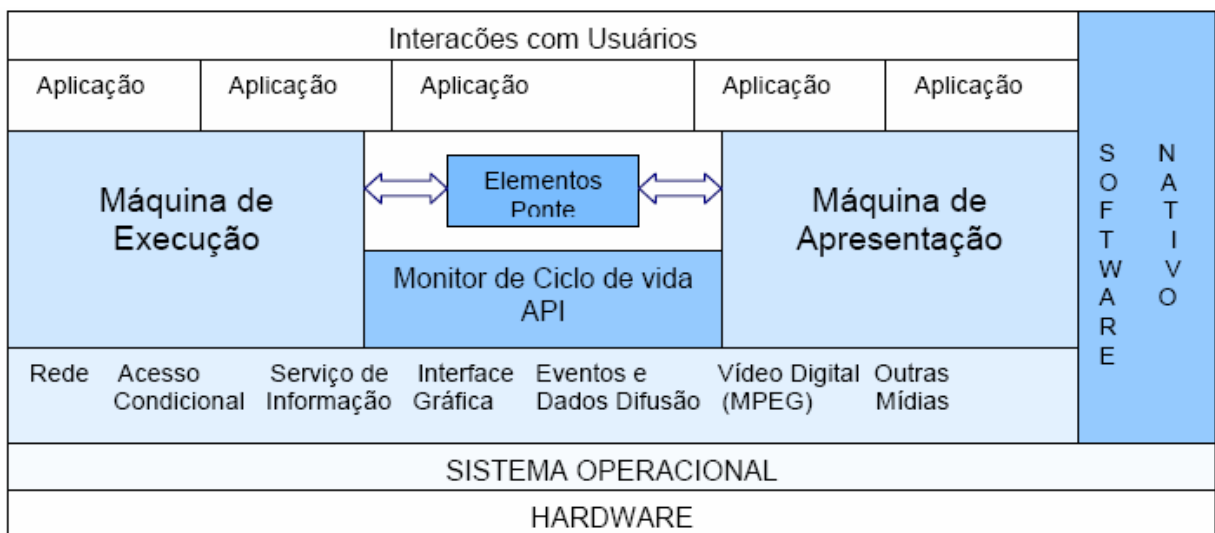 Interacões com Usuários
Aplicação Aplicação Aplicação Aplicação Aplicação
Máquina de
Execução
Elementos
Ponte
Monitor de Ciclo de vida
API
Máquina de
Apresentação
Rede Acesso Serviço de Interface Eventos e Vídeo Digital Outras
Condicional Informação Gráfica Dados Difusão (MPEG) Mídias
SISTEMA OPERACIONAL
HARDWARE
SOFTWARE
NATIVO